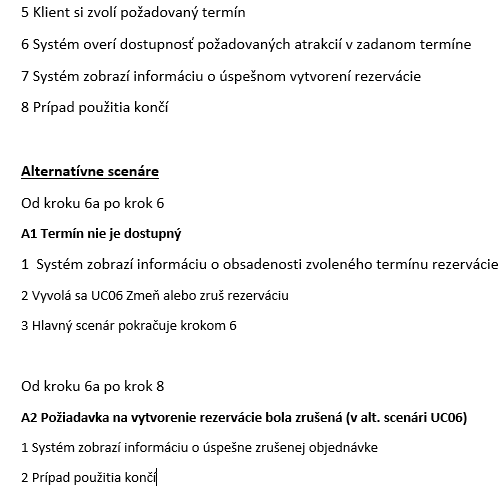 5 Klient si zvolí požadovaný termín
6 Systém overí dostupnosť požadovaných atrakcií v zadanom termíne
7 Systém zobrazí informáciu o úspešnom vytvorení rezervácie
8 Prípad použitia končí
Alternatívne scenáre
Od kroku 6a po krok 6
A1 Termín nie je dostupný
1  Systém zobrazí informáciu o obsadenosti zvoleného termínu rezervácie
2 Vyvolá sa UC06 Zmeň alebo zruš rezerváciu
3 Hlavný scenár pokračuje krokom 6
Od kroku 6a po krok 8
A2 Požiadavka na vytvorenie rezervácie bola zrušená (v alt. scenári UC06)
1 Systém zobrazí informáciu o úspešne zrušenej objednávke
2 Prípad použitia končí